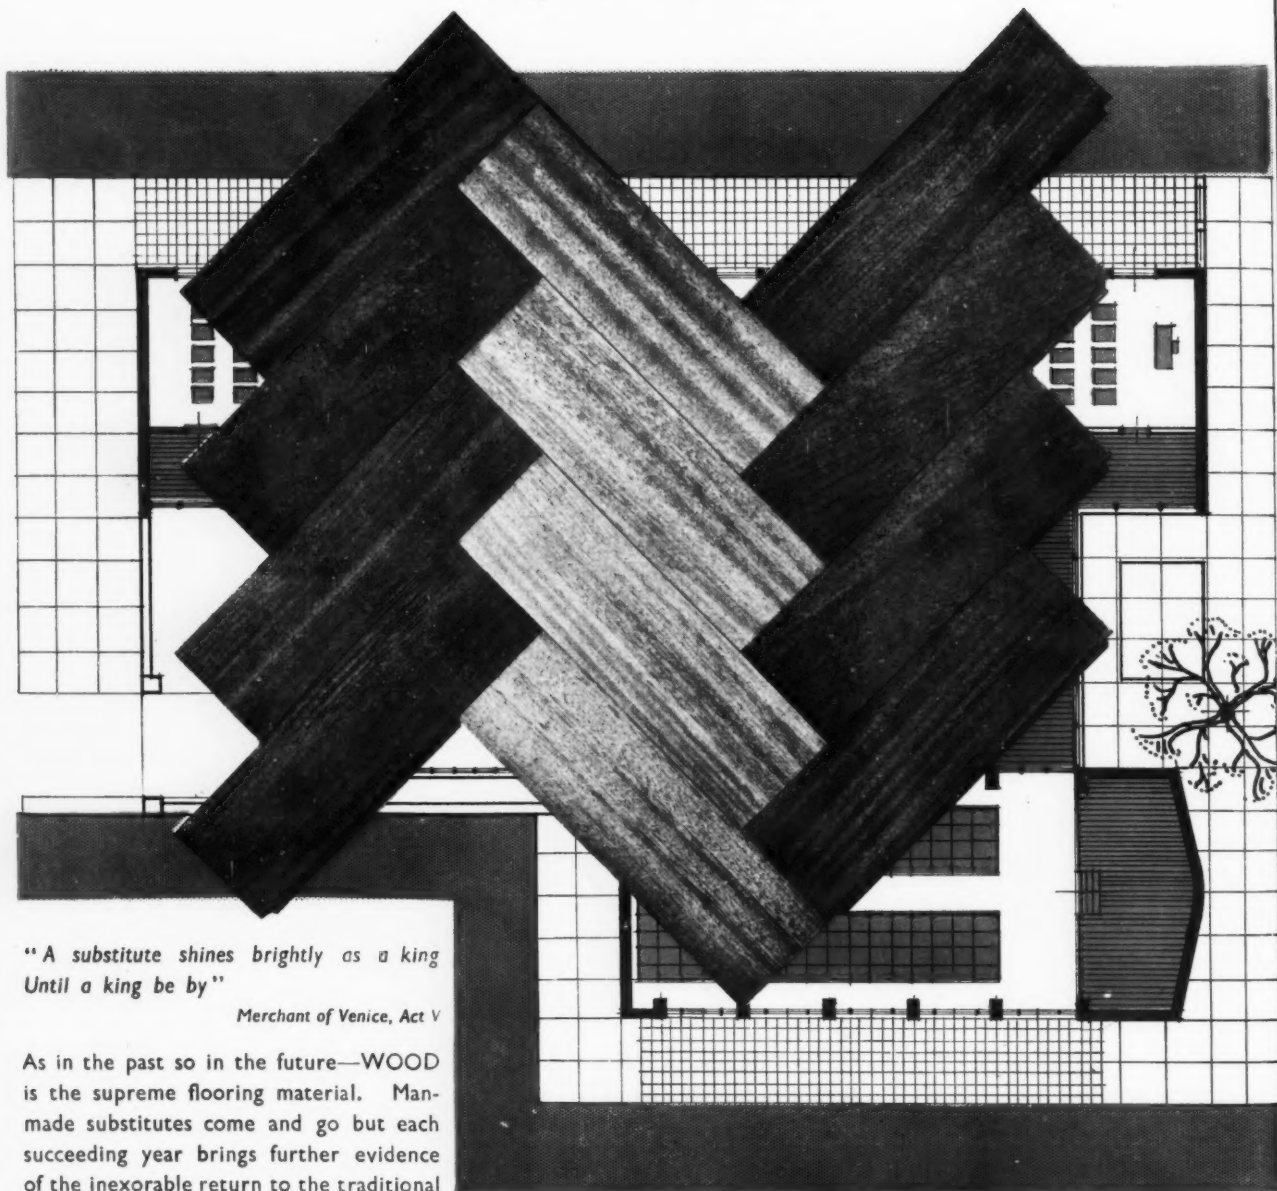 “A substitute shines brightly as a king
Until a king be by”
Merchant of Venice, Act V
As in the past so in the future—WOOD
is the supreme flooring material. Man-
made substitutes come and go but each
succeeding year brings further evidence
of the inexorable return to the traditional